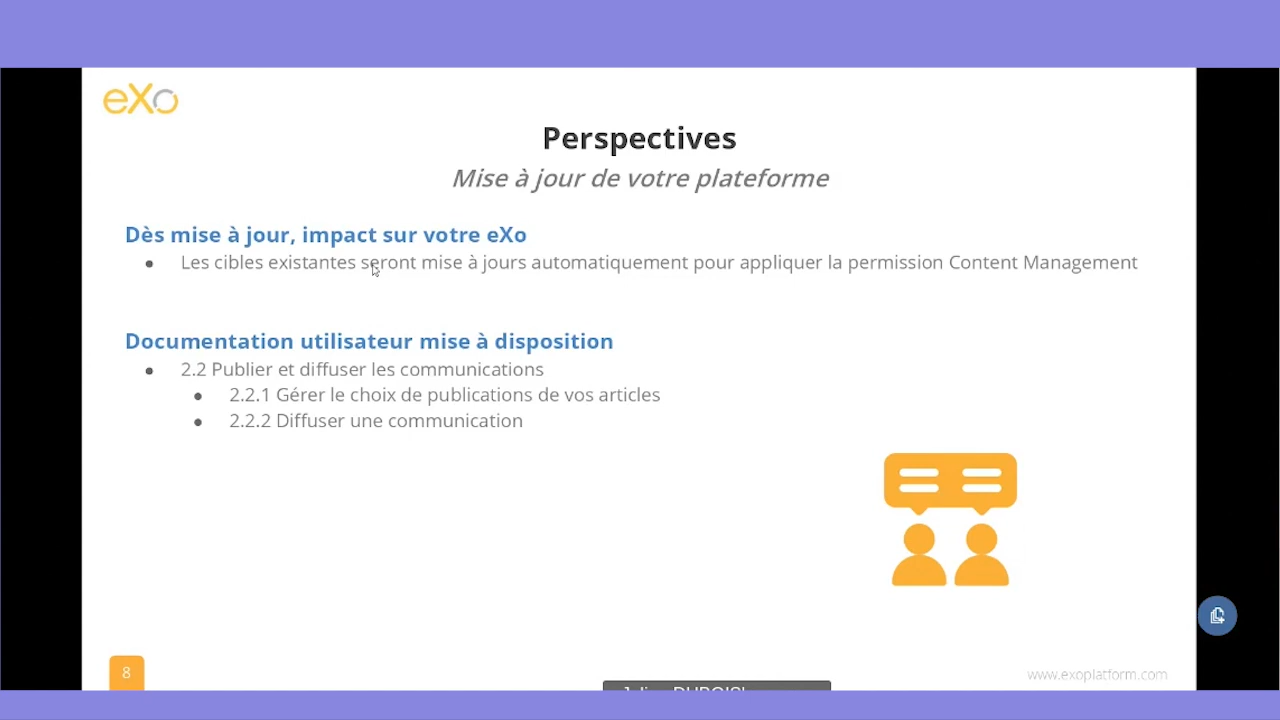 eXo
Perspectives
Mise à jour de votre plateforme
Dès mise à jour, impact sur votre eXo
Les cibles existantes seront mise à jours automatiquement pour appliquer la permission Content Management
Documentation utilisateur mise à disposition
2.2 Publier et diffuser les communications
2.2.1 Gérer le choix de publications de vos articles
2.2.2 Diffuser une communication
8
www.exoplatform.com